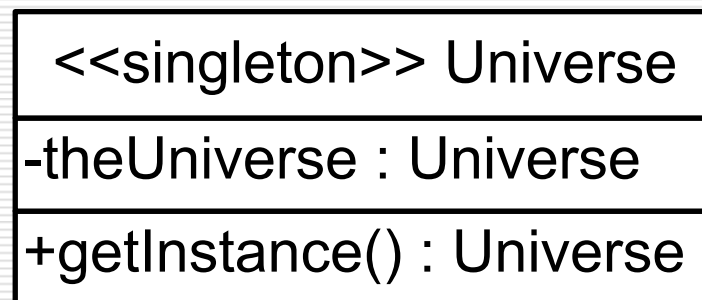 <<singleton>> Universe
-theUniverse : Universe
+getInstance() : Universe